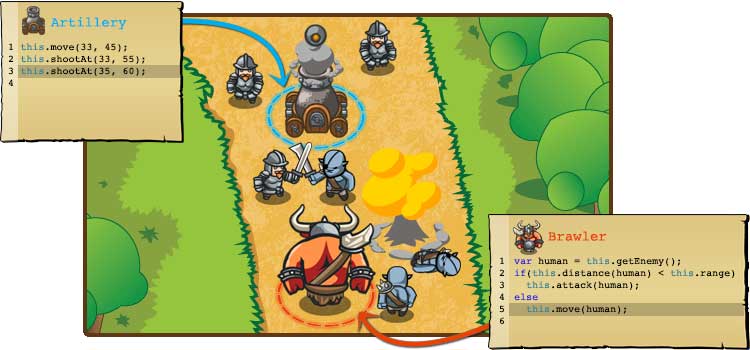 Artillery
1 this.move(33, 45);
2 this.shootAt(33, 55);
3 this.shootAt(35, 60);
4
Brawler
1 var human = this.getEnemy();
2 if(this.distance(human) < this.range)
3 this.attack(human);
4 else
5 this.move(human);
6